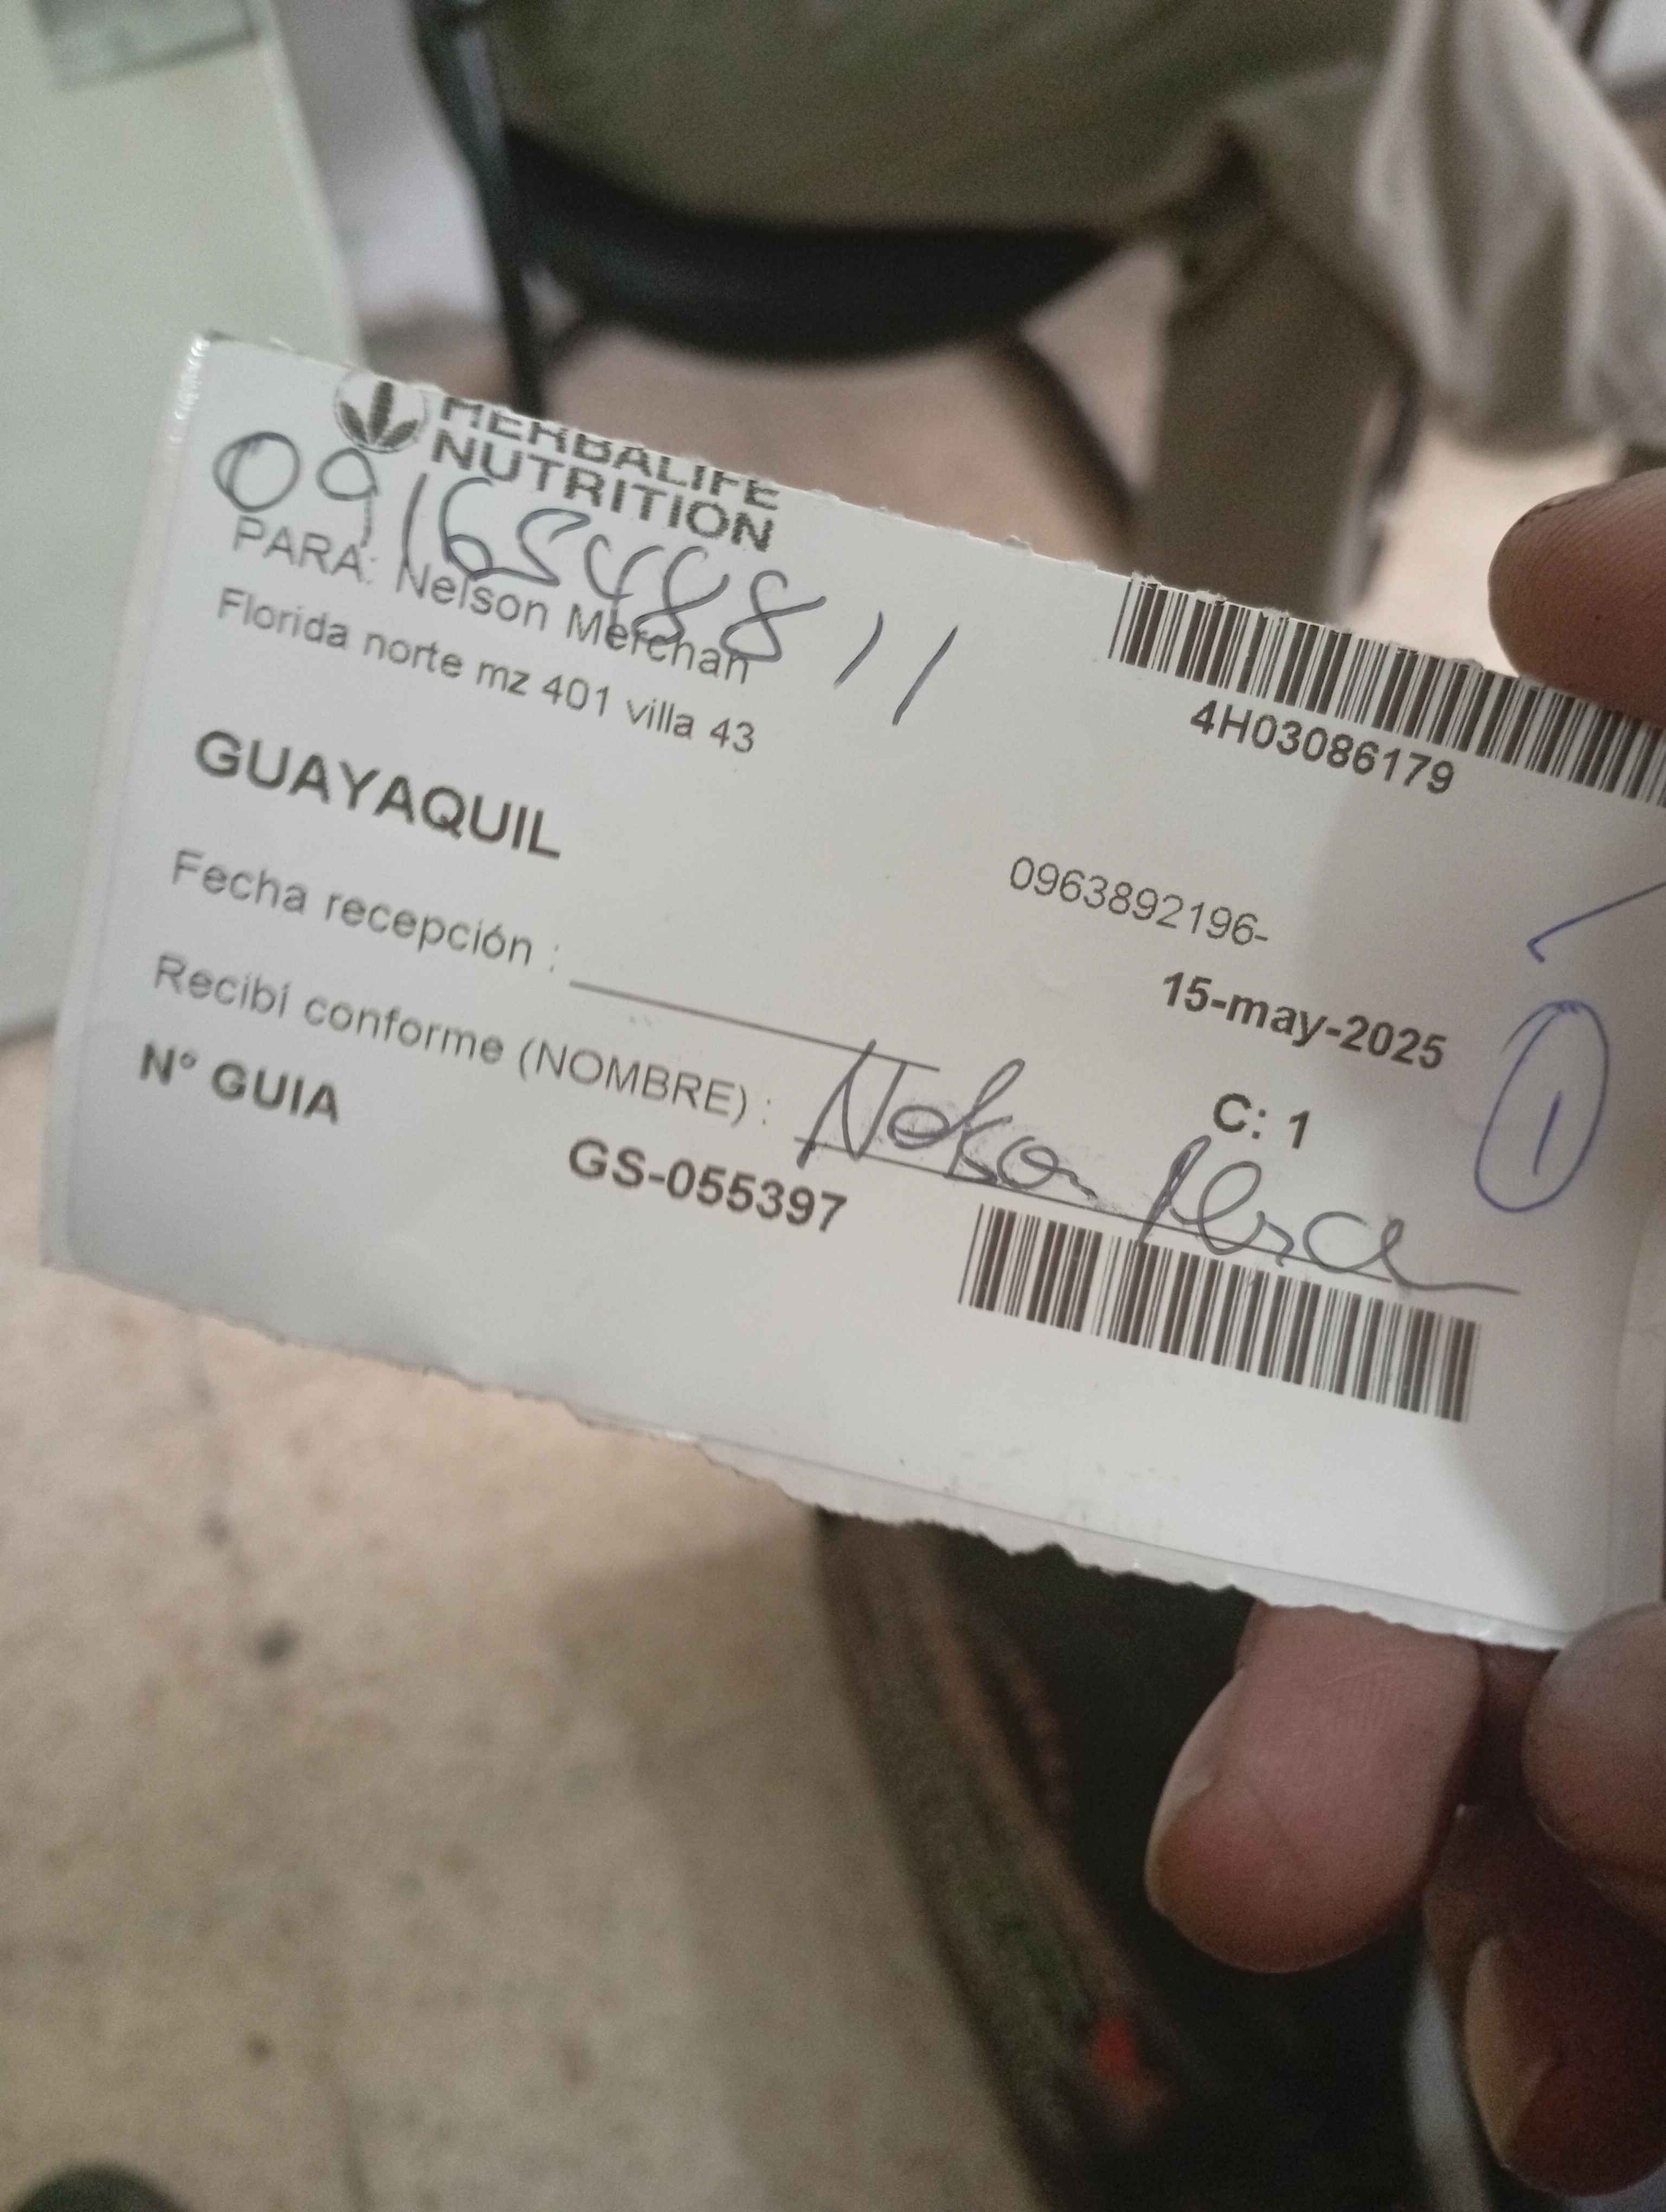 HERBALIFE
NUTRITION
0916548811
PARA: Nelson Merchan
Florida norte mz 401 villa 43
4H03086179
GUAYAQUIL
0963892196-
Fecha recepción :
15-may-2025
Recibí conforme (NOMBRE) : Nelson
C: 1
1
N° GUIA
GS-055397